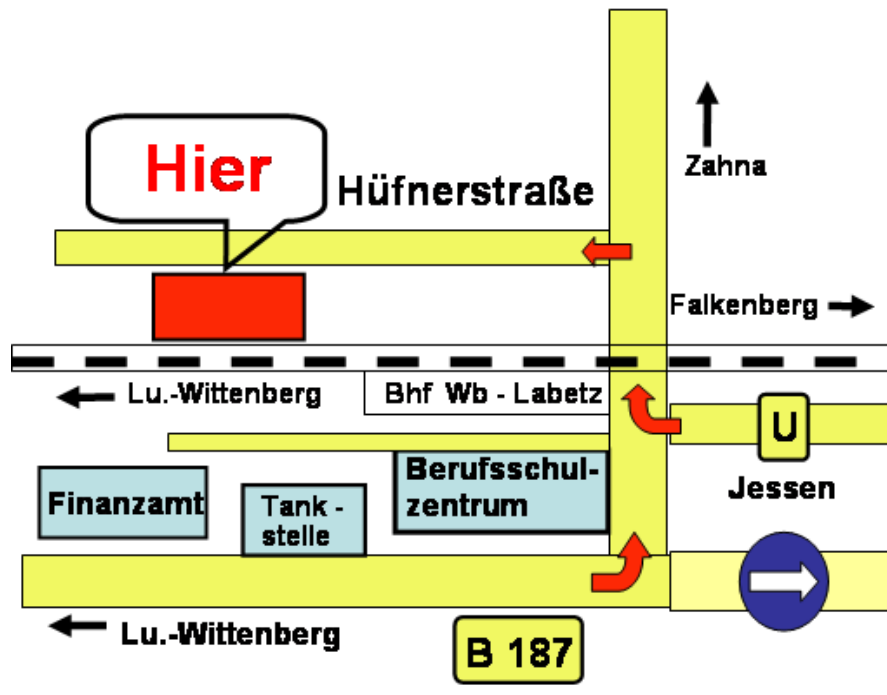 Hier
Hüfnerstraße
Zahna
Falkenberg
Lu.-Wittenberg
Bhf Wb - Labetz
U
Jessen
Finanzamt
Tank -
stelle
Berufsschul-
zentrum
Lu.-Wittenberg
B 187